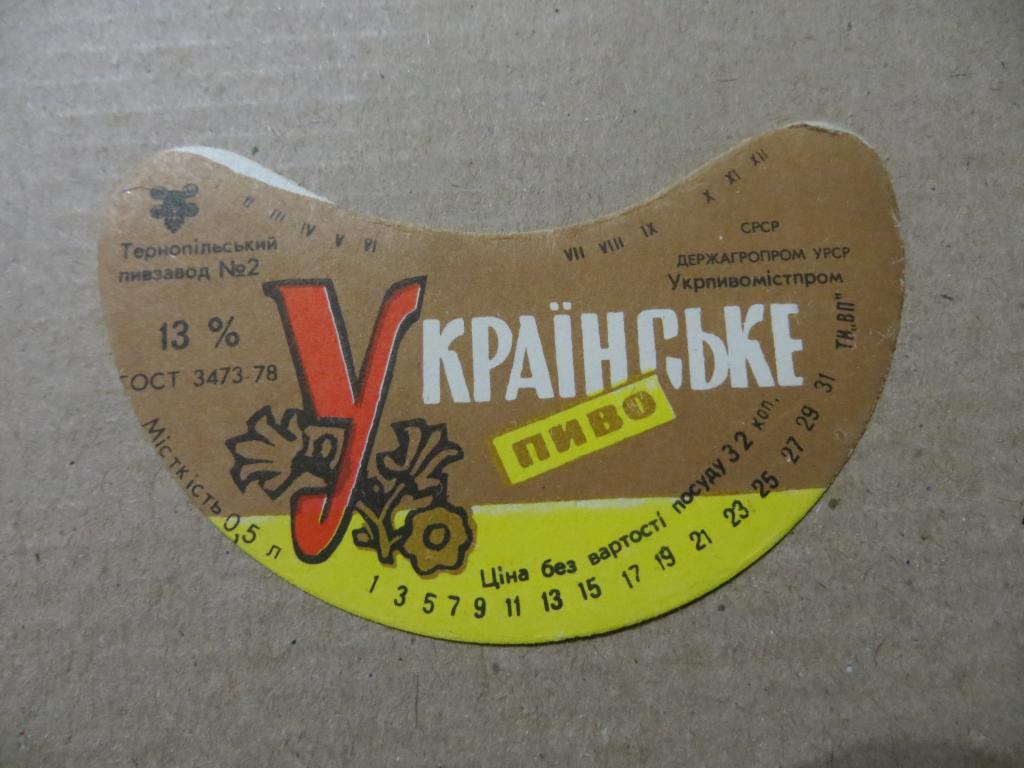 II III IV V VI
VII VIII IX X XI XII
Тернопільський
пивзавод №2
13 %
ГОСТ 3473-78
СРСР
ДЕРЖАГРОПРОМ УРСР
Укрпивомістпром
УКРАЇНСЬКЕ
ПИВО
Місткість 0,5 л
Ціна без вартості посуду 32 коп.
ТИ„ВП"
1 3 5 7 9 11 13 15 17 19 21 23 25 27 29 31